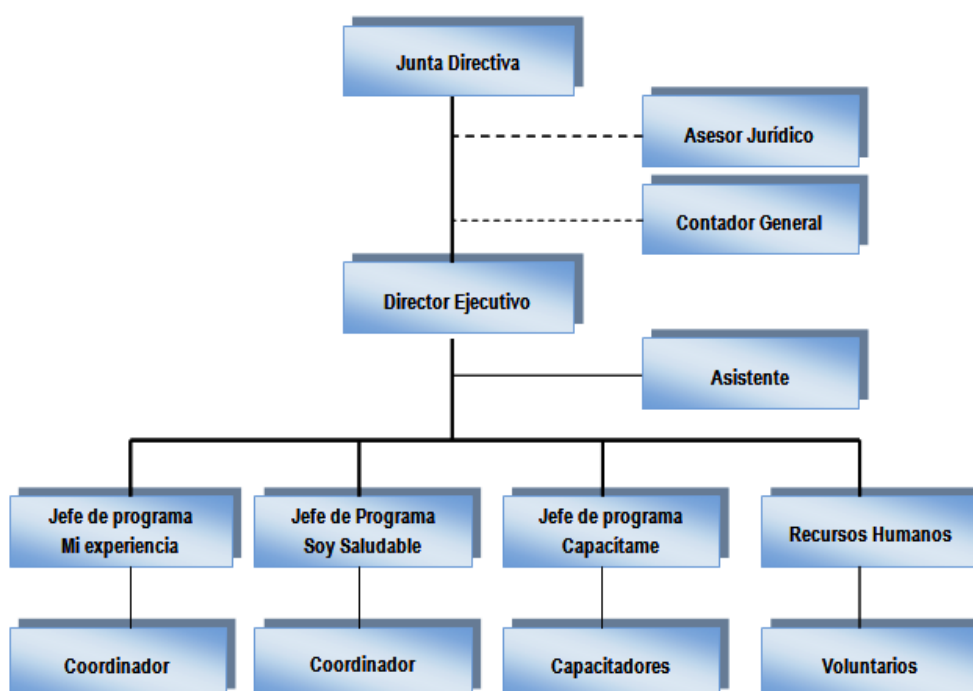 Junta Directiva
Asesor Jurídico
Contador General
Director Ejecutivo
Asistente
Jefe de programa
Mi experiencia
Jefe de Programa
Soy Saludable
Jefe de programa
Capacítame
Recursos Humanos
Coordinador
Coordinador
Capacitadores
Voluntarios